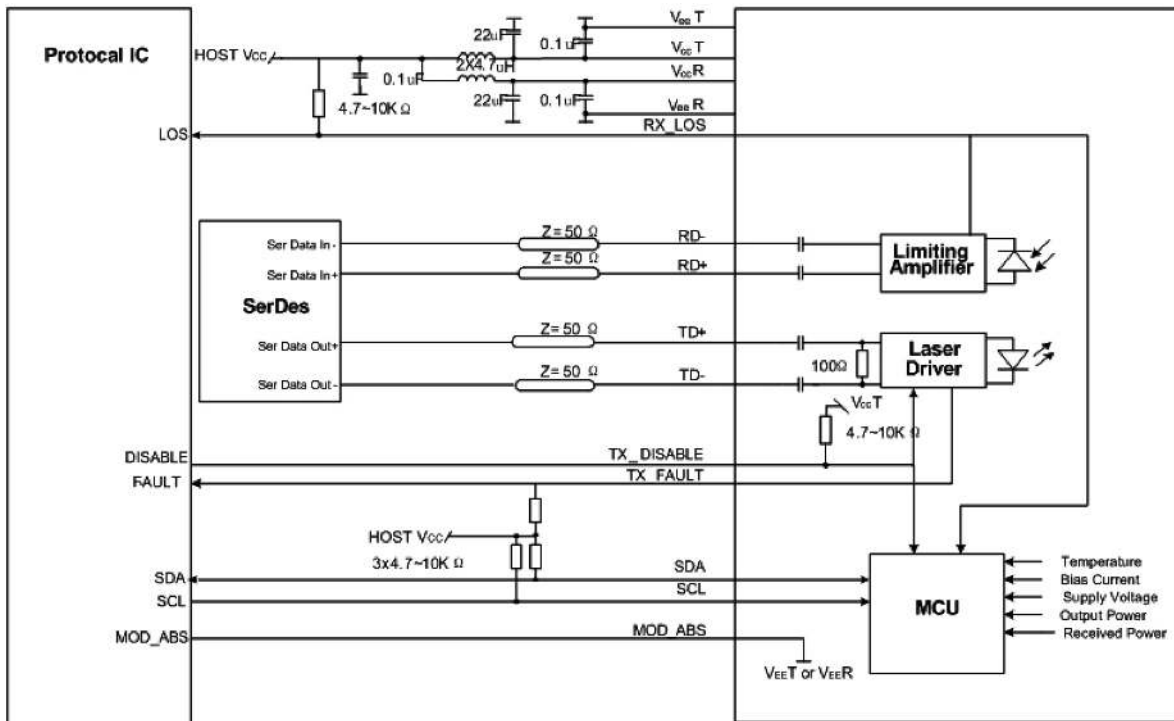 Protocal IC
HOST Vcc
22uF
0.1uF
VeeT
2X4.7uH
VccT
0.1uF
VccR
22uF
0.1uF
4.7~10K Ω
VeeR
LOS
RX_LOS
Z= 50 Ω
Ser Data In-
RD-
Z= 50 Ω
Ser Data In+
RD+
Limiting
Amplifier
SerDes
Z= 50 Ω
Ser Data Out+
TD+
Laser
Driver
100Ω
Z= 50 Ω
Ser Data Out-
TD-
VccT
4.7~10K Ω
DISABLE
TX_DISABLE
FAULT
TX_FAULT
HOST Vcc
3x4.7~10K Ω
SDA
SDA
SCL
SCL
MCU
Temperature
Bias Current
Supply Voltage
Output Power
Received Power
MOD_ABS
MOD_ABS
VEET or VEER